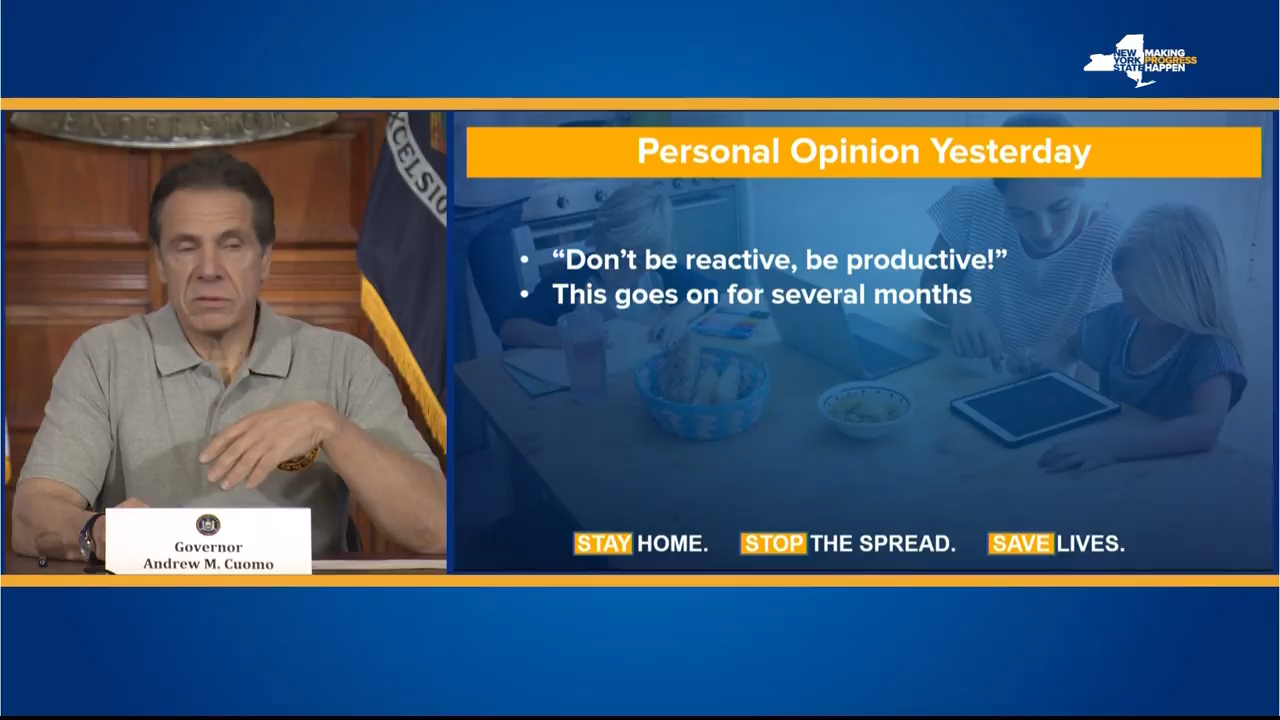 NEW YORK STATE
MAKING PROGRESS HAPPEN
EXCELSIOR
EXCELSIO
Personal Opinion Yesterday
• “Don’t be reactive, be productive!”
• This goes on for several months
STAY HOME. STOP THE SPREAD. SAVE LIVES.
Governor
Andrew M. Cuomo